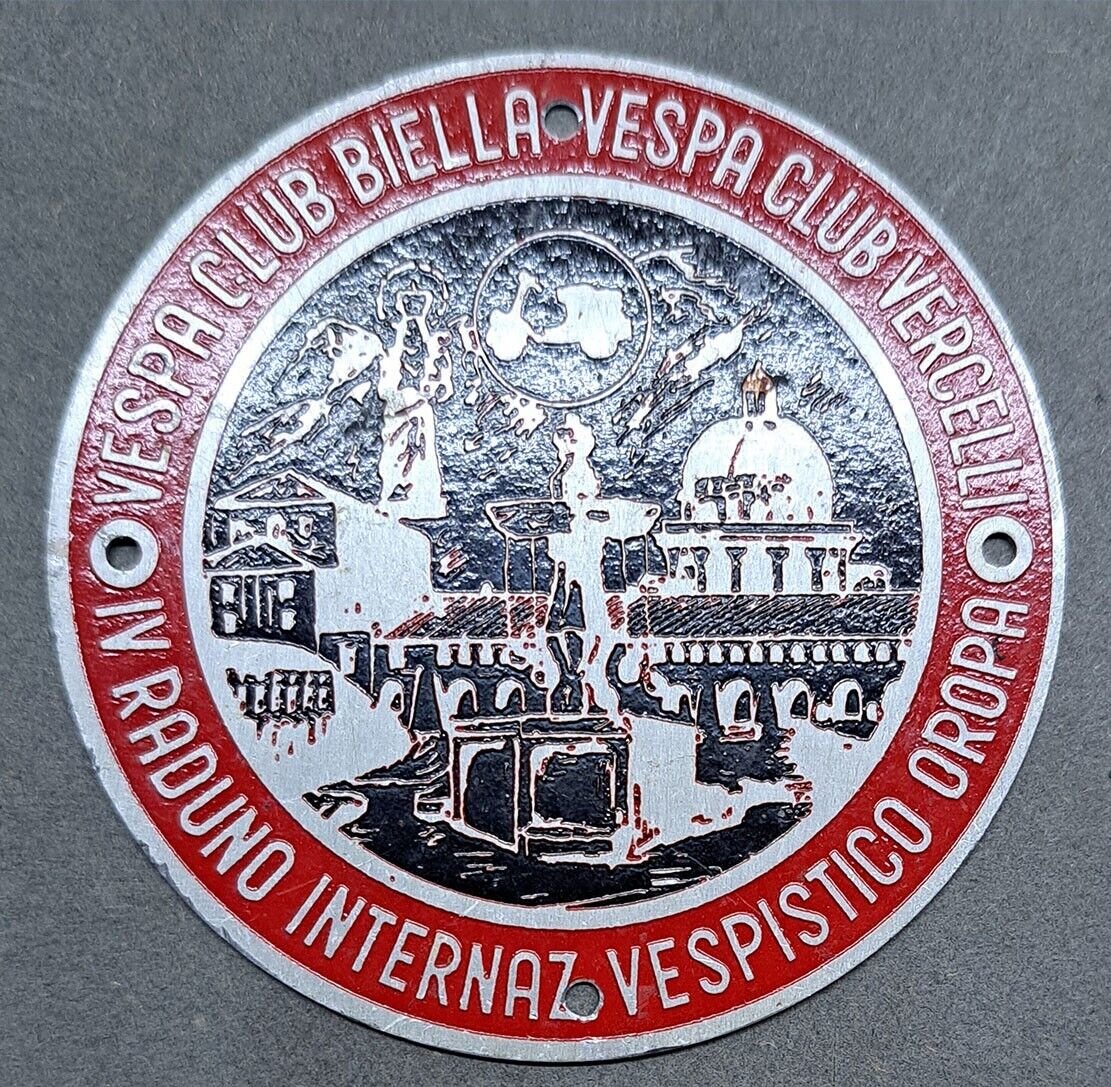 VESPA CLUB BIELLA
VESPA CLUB VERCELLI
IV RADUNO INTERNAZ VESPISTICO OROPA